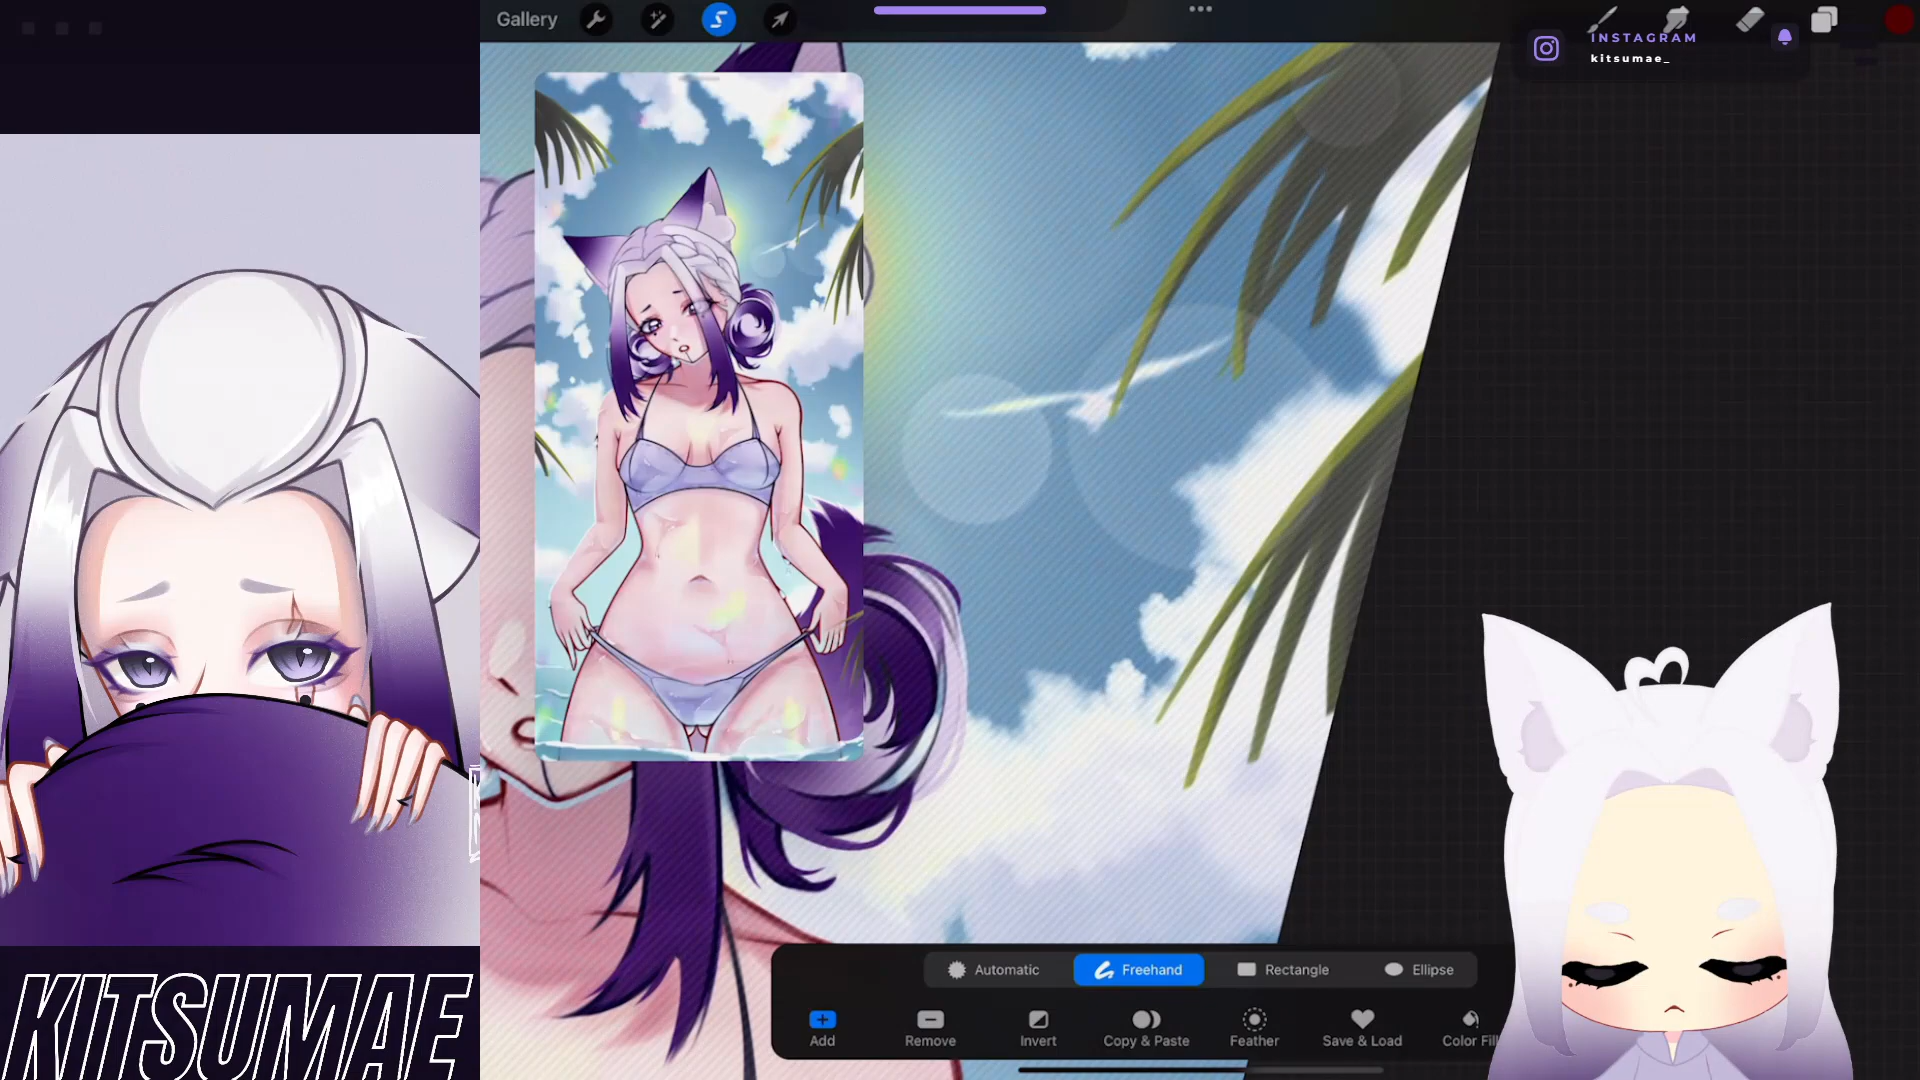 Gallery
INSTAGRAM
kitsumae_
Automatic
Freehand
Rectangle
Ellipse
Add
Remove
Invert
Copy & Paste
Feather
Save & Load
Color Fill
KITSUMAE